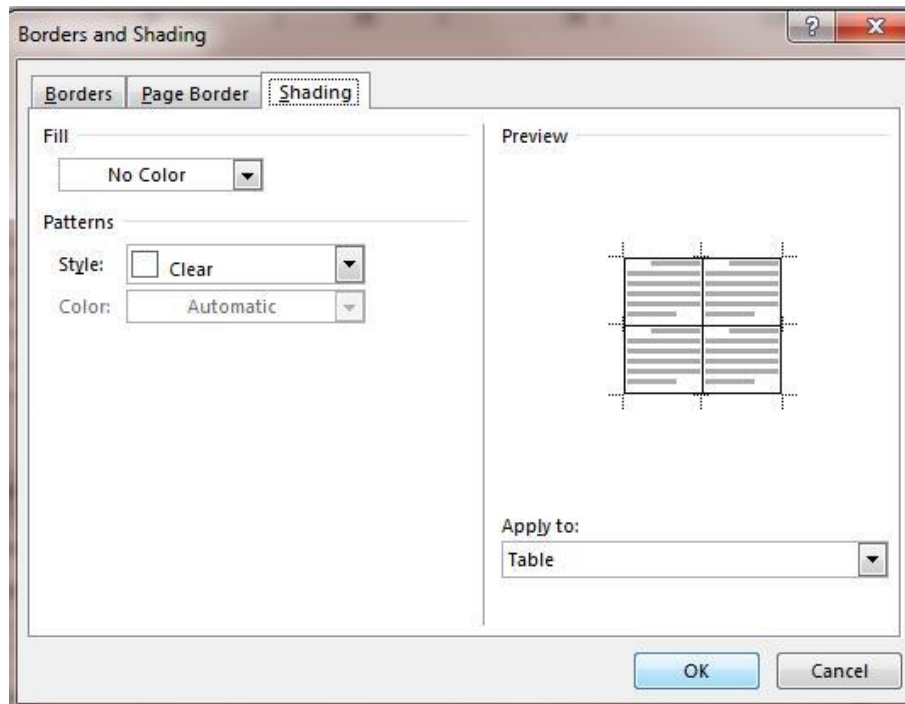 Borders and Shading
?
X
Borders
Page Border
Shading
Fill
No Color
Patterns
Style:
Clear
Color:
Automatic
Preview
Apply to:
Table
OK
Cancel